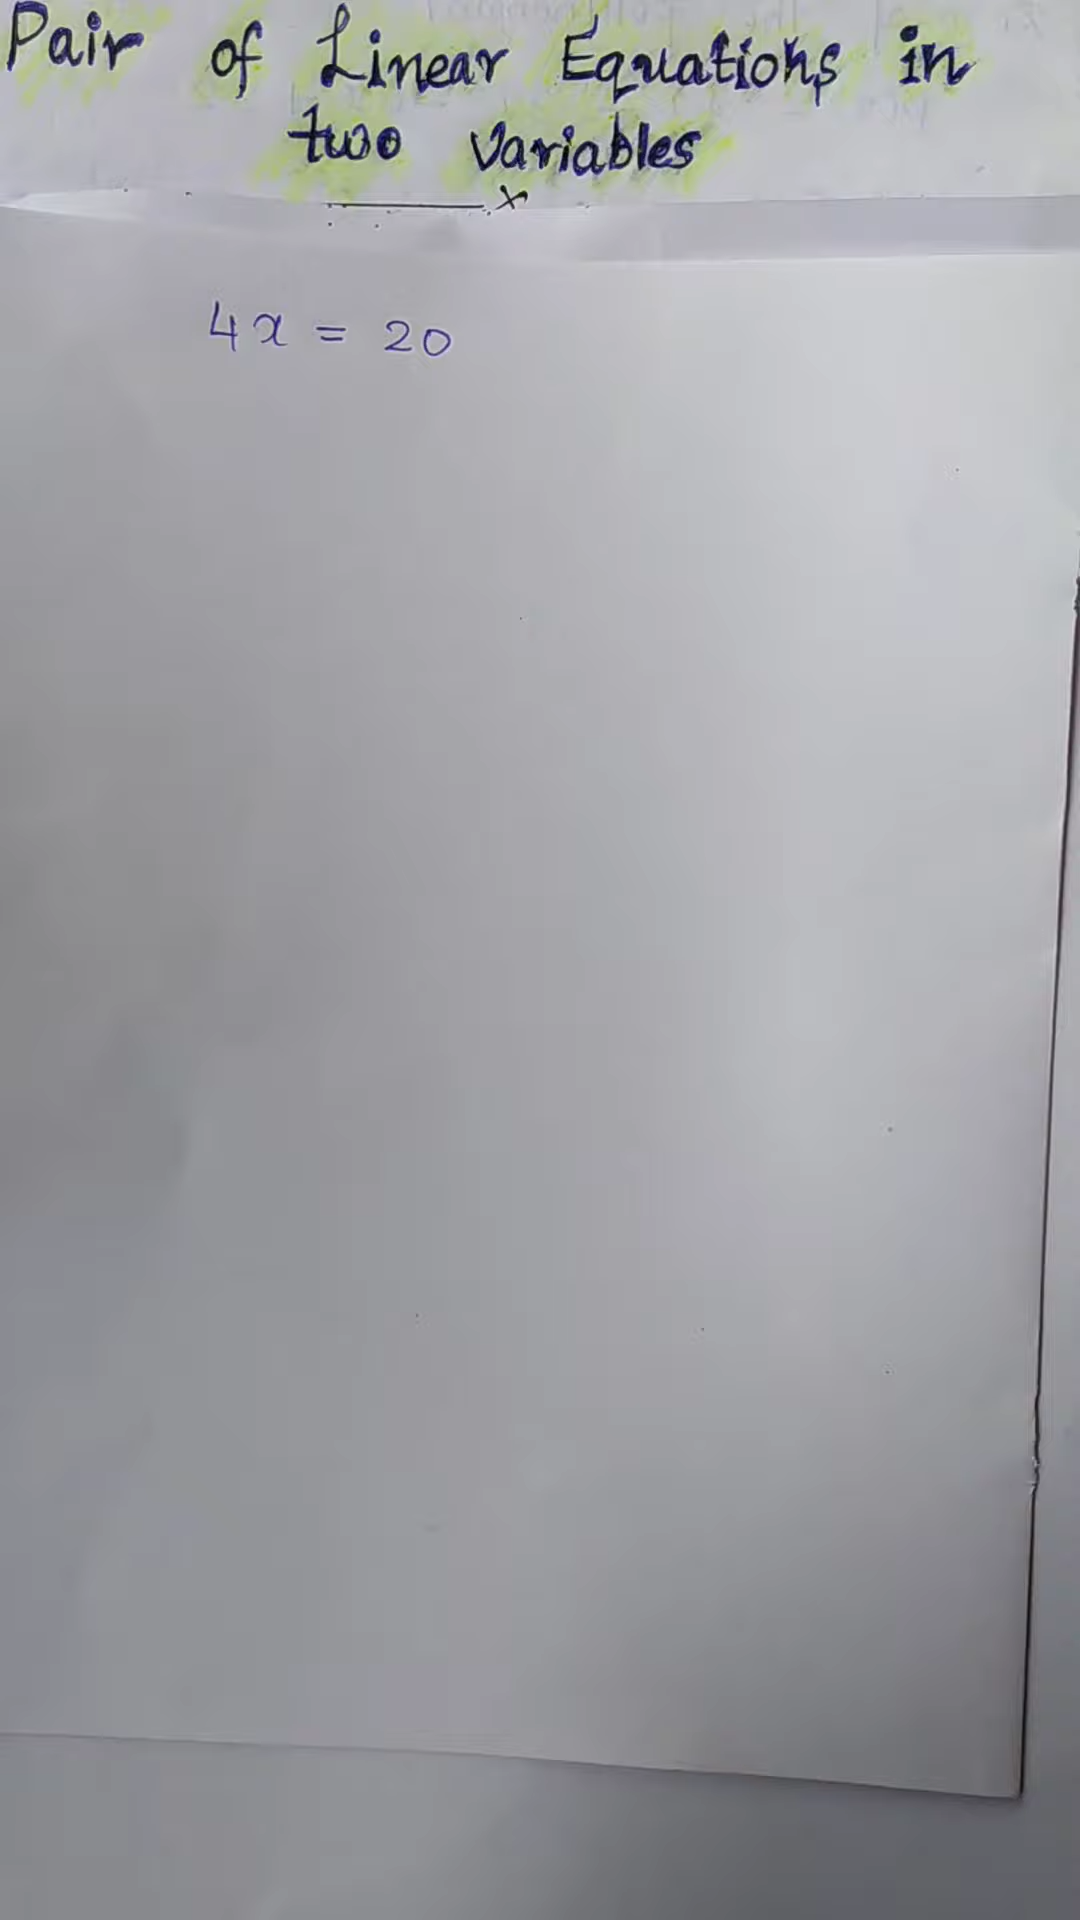 Pair of Linear Equations in
two variables
x
4x = 20